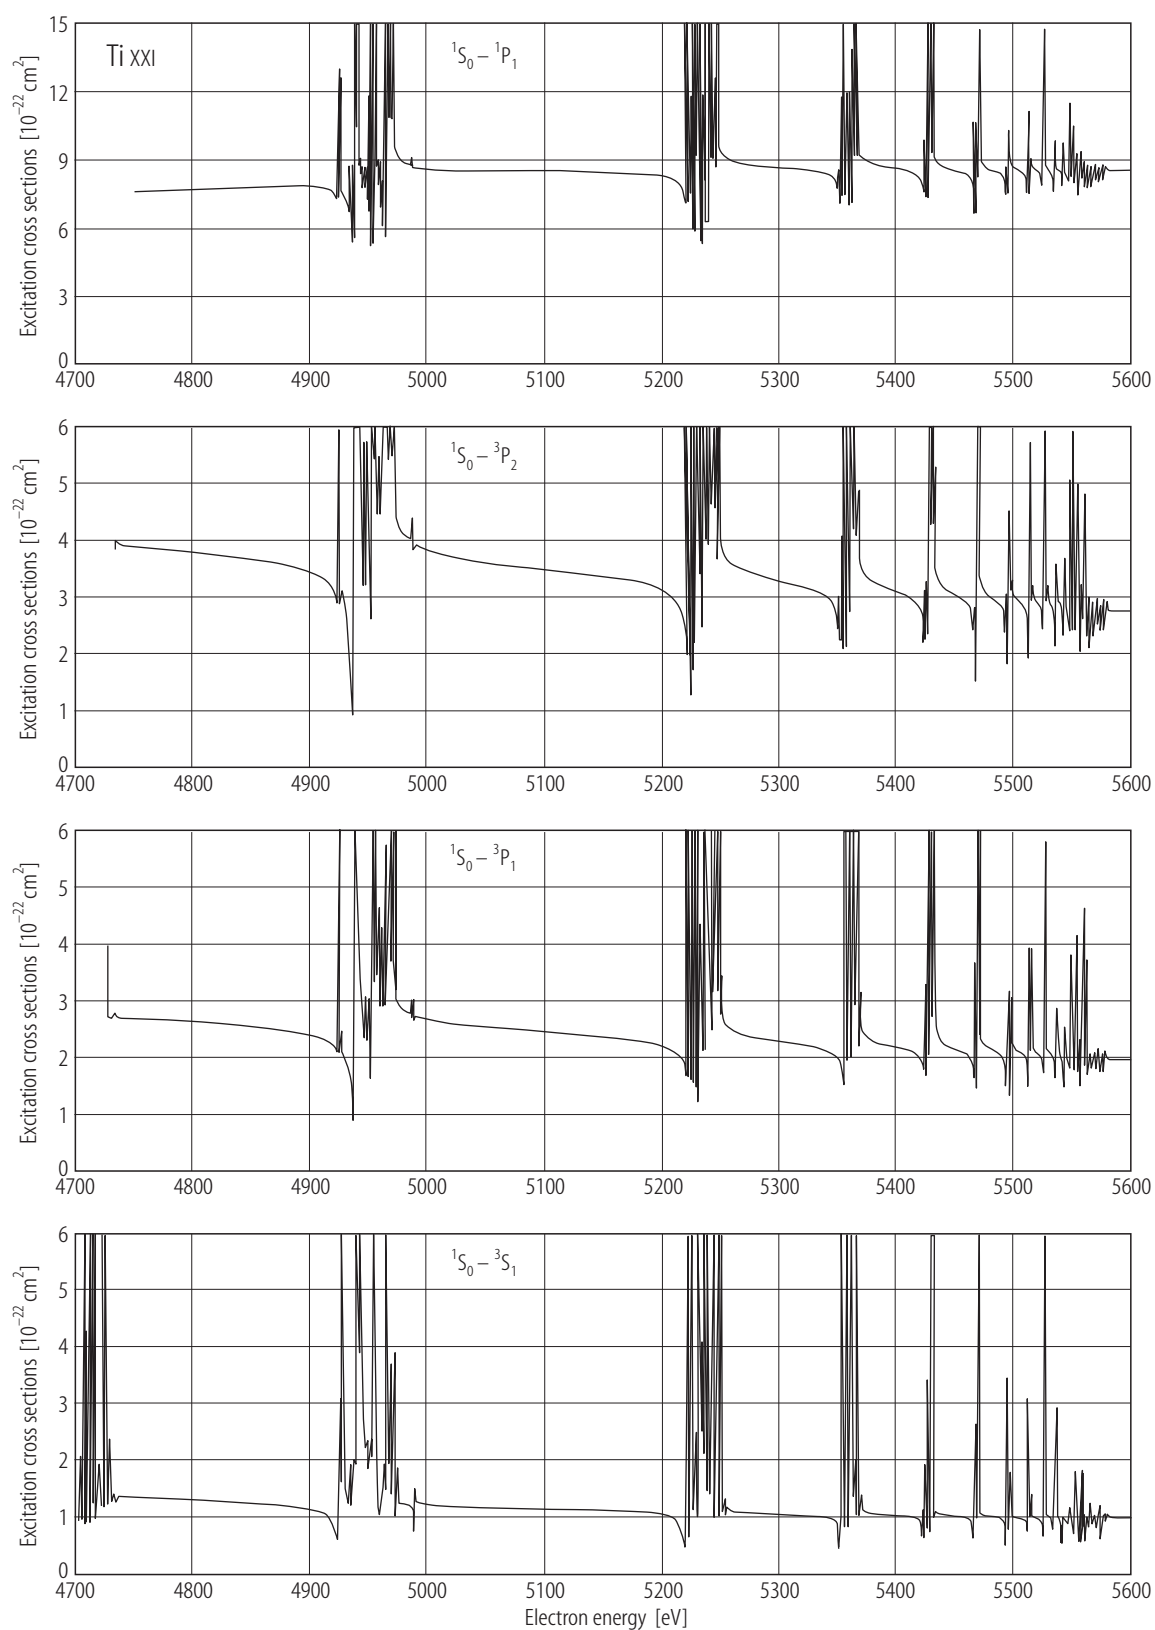 15
Ti XXI
¹S₀ – ¹P₁
12
9
6
3
0
4700 4800 4900 5000 5100 5200 5300 5400 5500 5600
Excitation cross sections [10⁻²² cm²]
6
¹S₀ – ³P₂
5
4
3
2
1
0
4700 4800 4900 5000 5100 5200 5300 5400 5500 5600
Excitation cross sections [10⁻²² cm²]
6
¹S₀ – ³P₁
5
4
3
2
1
0
4700 4800 4900 5000 5100 5200 5300 5400 5500 5600
Excitation cross sections [10⁻²² cm²]
6
¹S₀ – ³S₁
5
4
3
2
1
0
4700 4800 4900 5000 5100 5200 5300 5400 5500 5600
Excitation cross sections [10⁻²² cm²]
Electron energy [eV]